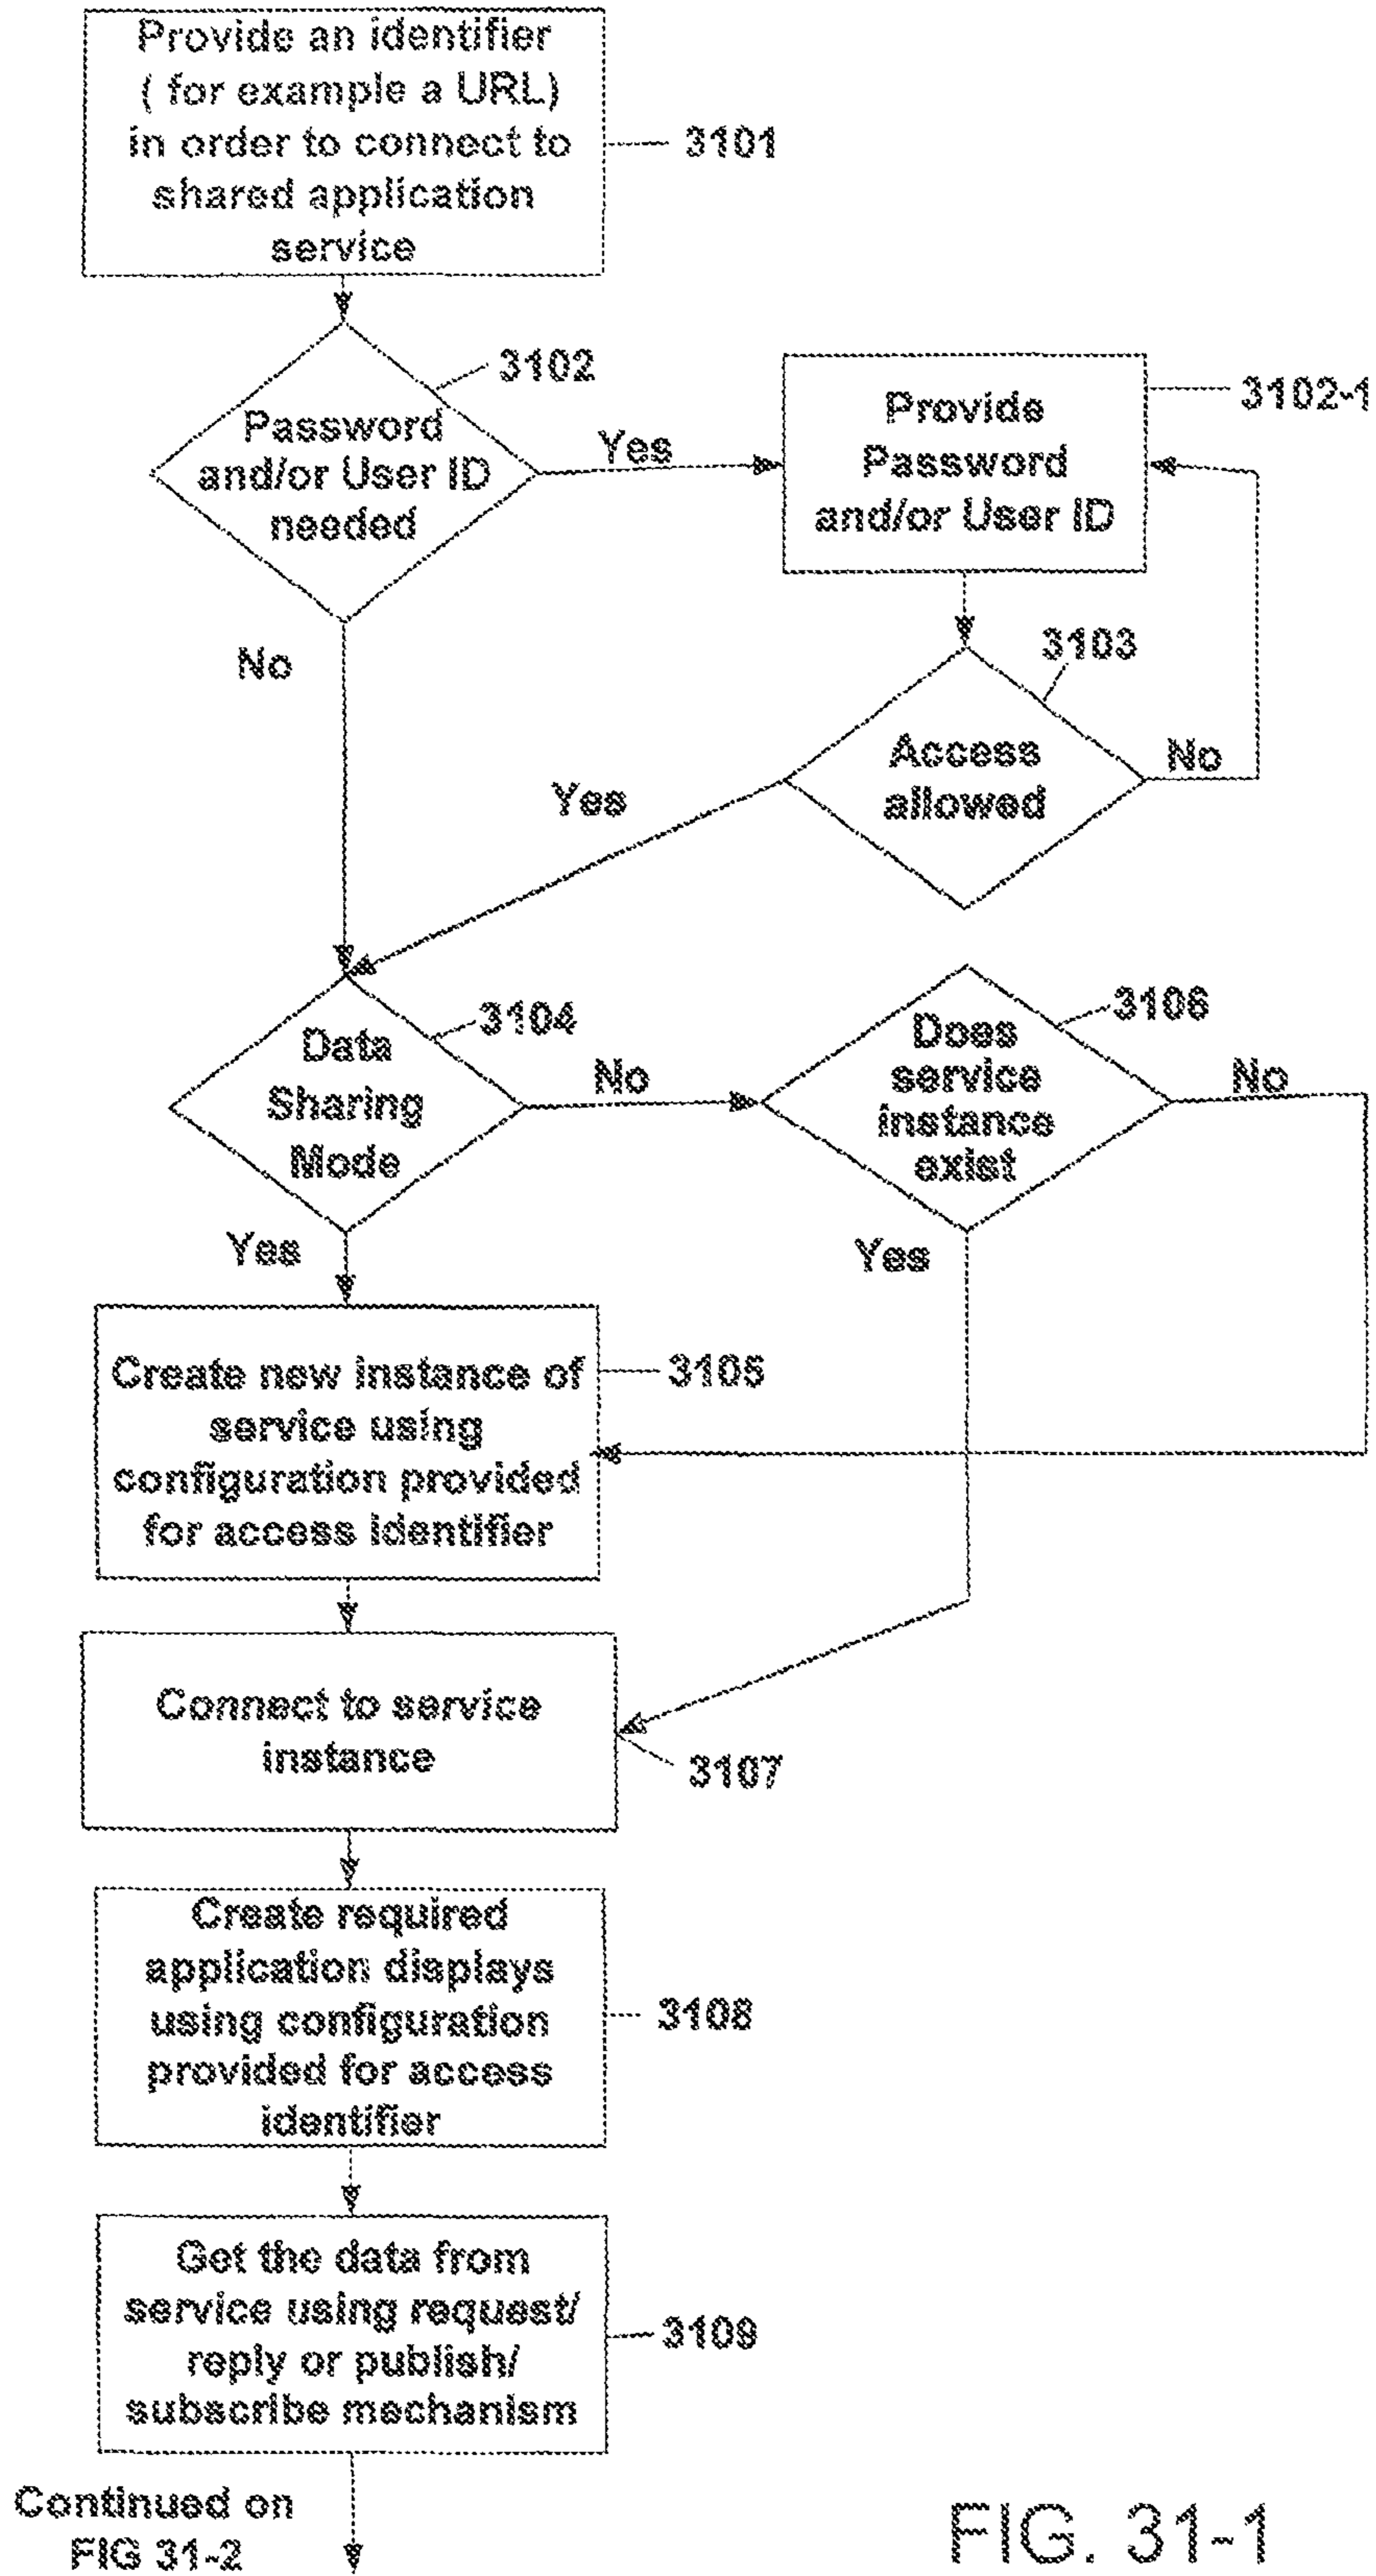 Provide an identifier
( for example a URL)
in order to connect to
shared application
service
3101
3102
Password
and/or User ID
needed
Yes
No
Provide
Password
and/or User ID
3102-1
3103
Access
allowed
No
Yes
3104
Data
Sharing
Mode
No
Yes
3106
Does
service
instance
exist
No
Yes
Create new instance of
service using
configuration provided
for access identifier
3105
Connect to service
instance
3107
Create required
application displays
using configuration
provided for access
identifier
3108
Get the data from
service using request/
reply or publish/
subscribe mechanism
3109
Continued on
FIG 31-2
FIG. 31-1